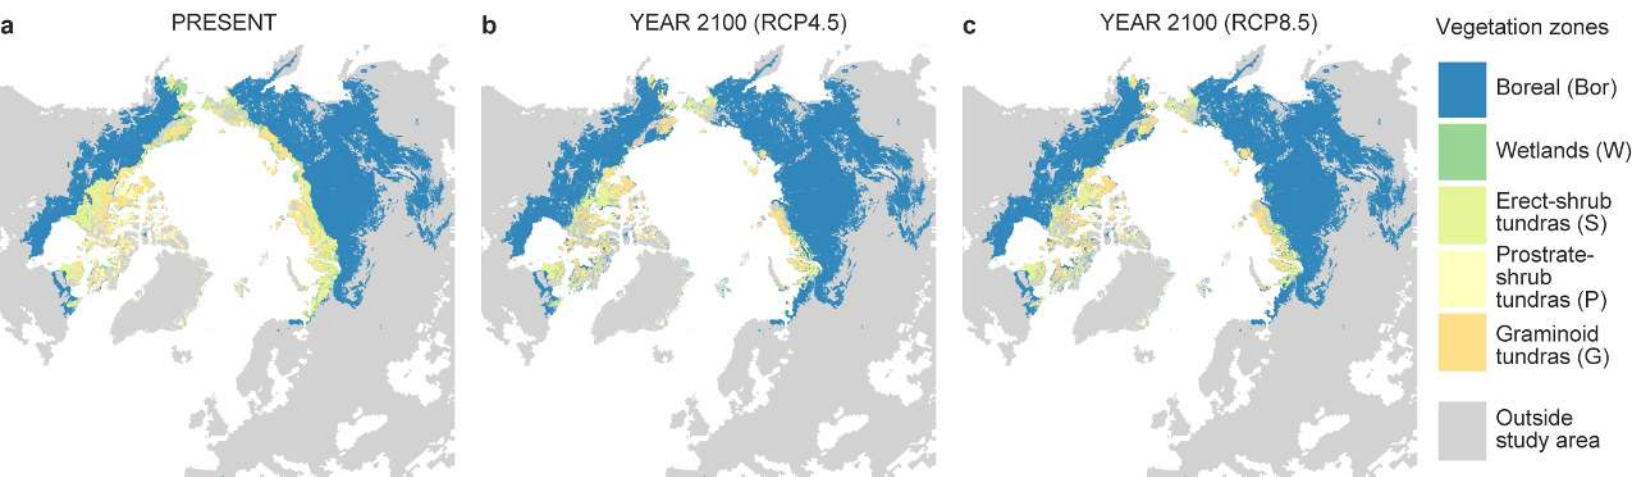 a
PRESENT
b
YEAR 2100 (RCP4.5)
c
YEAR 2100 (RCP8.5)
Vegetation zones
Boreal (Bor)
Wetlands (W)
Erect-shrub
tundras (S)
Prostrate-
shrub
tundras (P)
Graminoid
tundras (G)
Outside
study area